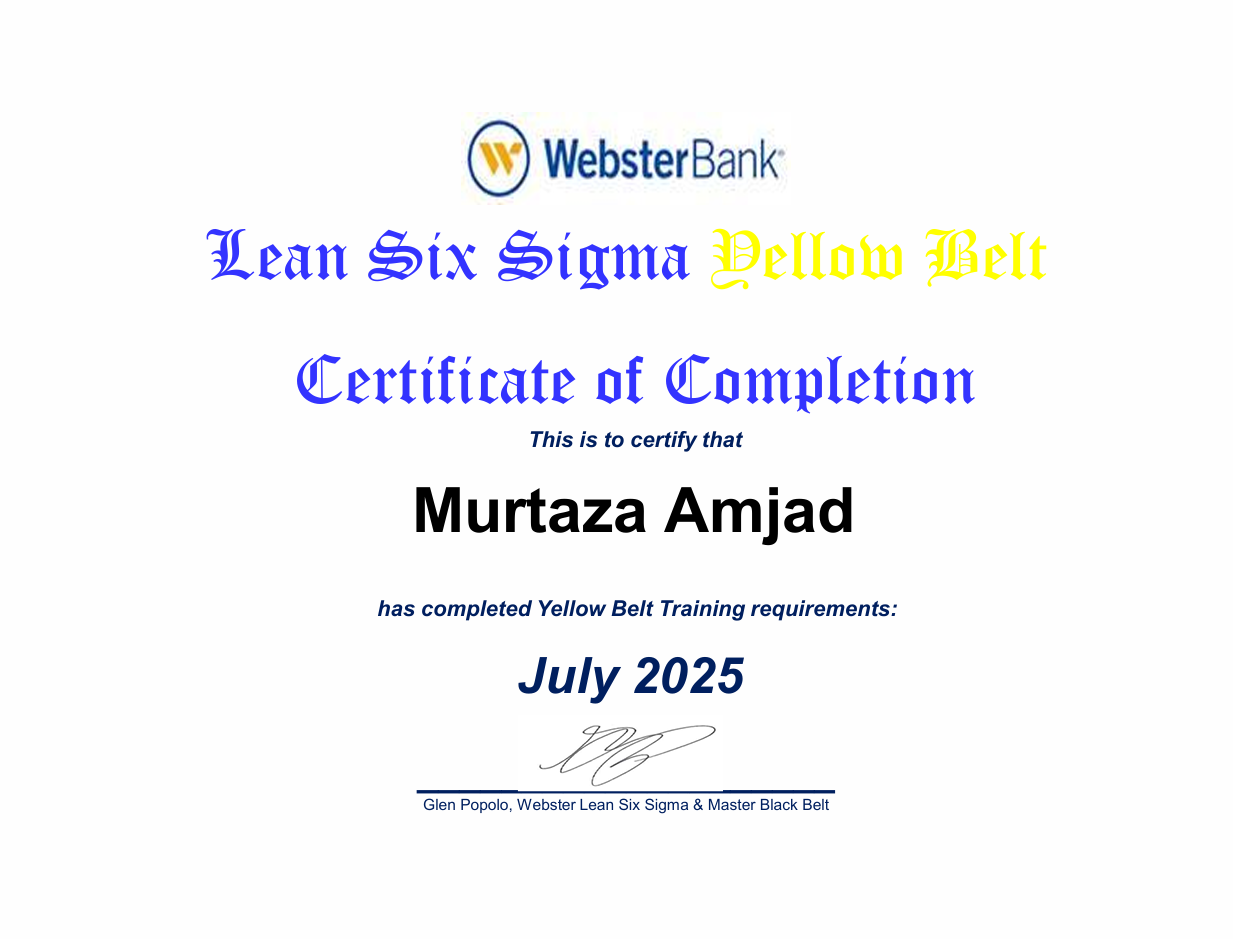 WebsterBank
Lean Six Sigma Yellow Belt
Certificate of Completion
This is to certify that
Murtaza Amjad
has completed Yellow Belt Training requirements:
July 2025
Glen Popolo, Webster Lean Six Sigma & Master Black Belt